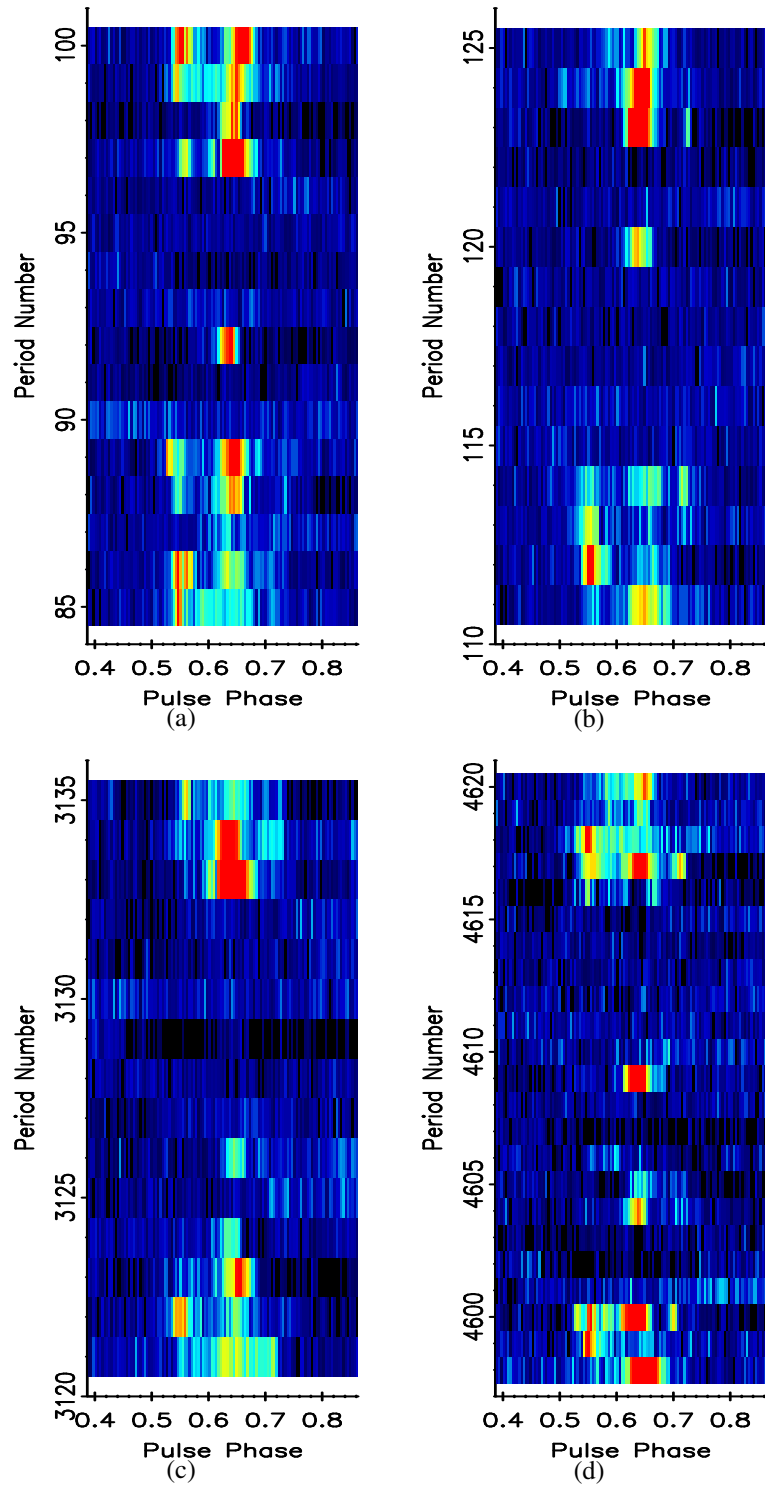 100
95
90
85
Period Number
0.4 0.5 0.6 0.7 0.8
Pulse Phase
(a)
125
120
115
110
Period Number
0.4 0.5 0.6 0.7 0.8
Pulse Phase
(b)
3135
3130
3125
3120
Period Number
0.4 0.5 0.6 0.7 0.8
Pulse Phase
(c)
4620
4615
4610
4605
4600
Period Number
0.4 0.5 0.6 0.7 0.8
Pulse Phase
(d)